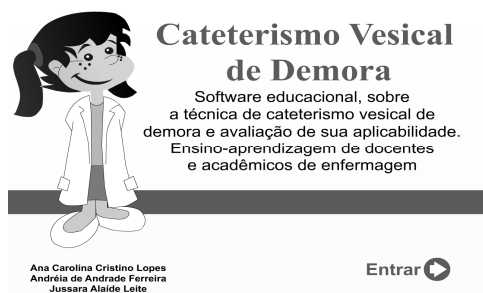 Cateterismo Vesical
de Demora
Software educacional, sobre
a técnica de cateterismo vesical de
demora e avaliação de sua aplicabilidade.
Ensino-aprendizagem de docentes
e acadêmicos de enfermagem
Ana Carolina Cristino Lopes
Andréia de Andrade Ferreira
Jussara Alaíde Leite
Entrar